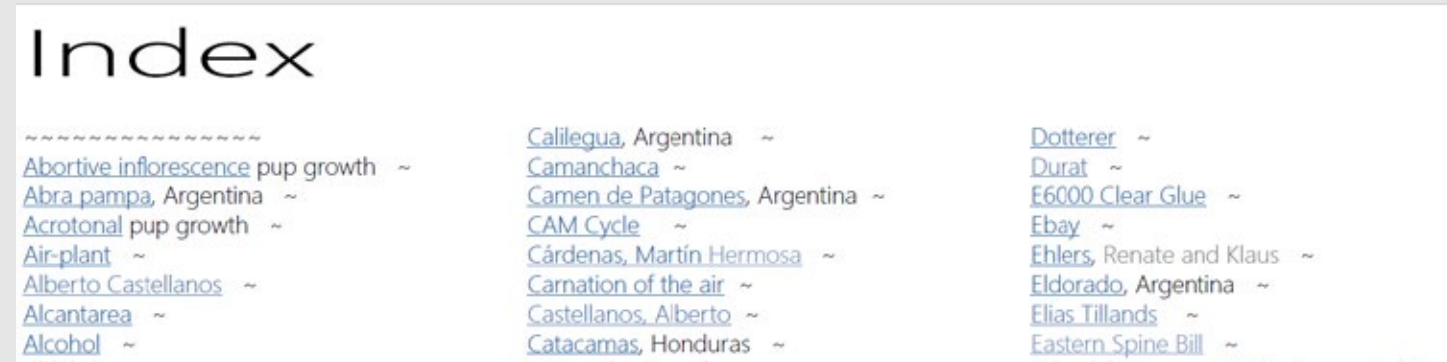 Index
~~~~~~~~~~~~~~~
Abortive inflorescence pup growth ~
Abra pampa, Argentina ~
Acrotonal pup growth ~
Air-plant ~
Alberto Castellanos ~
Alcantarea ~
Alcohol ~
Calilegua, Argentina ~
Camanchaca ~
Camen de Patagones, Argentina ~
CAM Cycle ~
Cárdenas, Martín Hermosa ~
Carnation of the air ~
Castellanos, Alberto ~
Catacamas, Honduras ~
Dotterer ~
Durat ~
E6000 Clear Glue ~
Ebay ~
Ehlers, Renate and Klaus ~
Eldorado, Argentina ~
Elias Tillands ~
Eastern Spine Bill ~